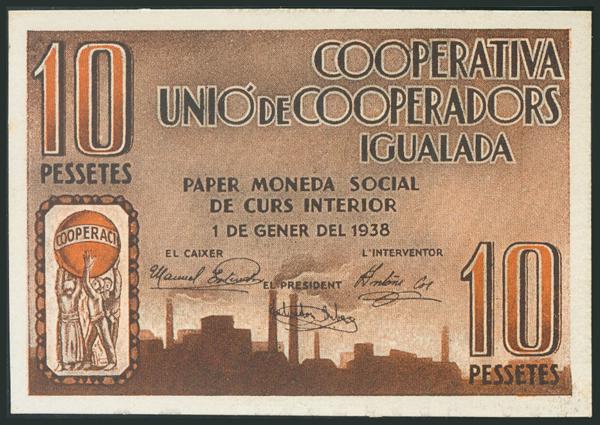 10
PESSETES
COOPERATIVA
UNIÓ DE COOPERADORS
IGUALADA
PAPER MONEDA SOCIAL
DE CURS INTERIOR
1 DE GENER DEL 1938
EL CAIXER
L'INTERVENTOR
Manuel
EL PRESIDENT
COOPERACI
10
PESSETES